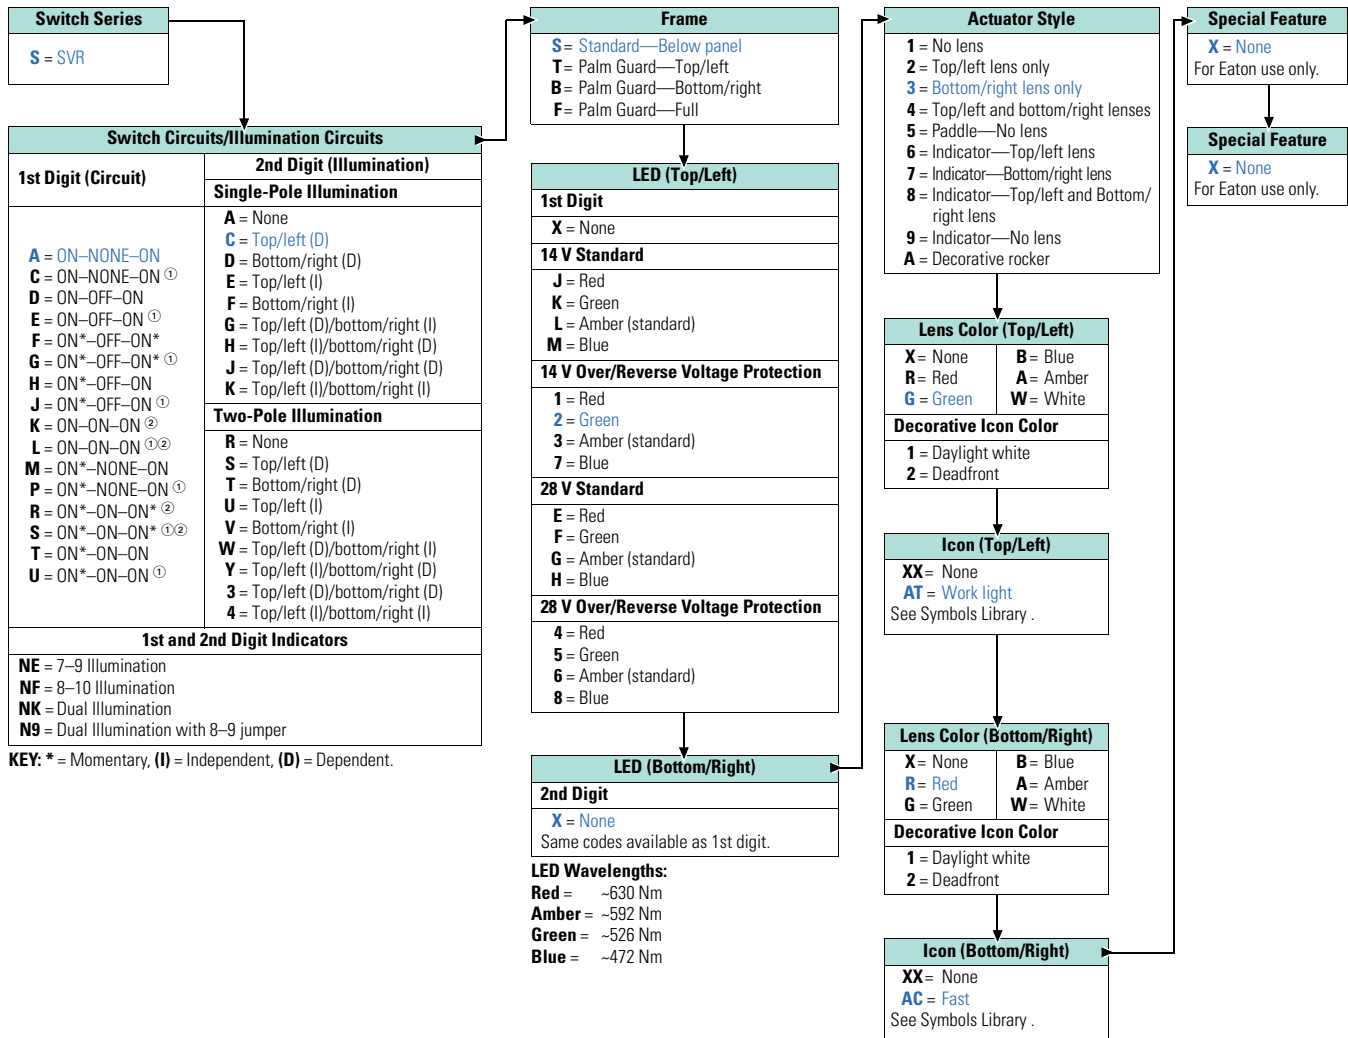 Switch Series
S = SVR
Switch Circuits/Illumination Circuits
1st Digit (Circuit)
A = ON–NONE–ON
C = ON–NONE–ON ①
D = ON–OFF–ON
E = ON–OFF–ON ①
F = ON*–OFF–ON*
G = ON*–OFF–ON* ①
H = ON*–OFF–ON
J = ON*–OFF–ON ①
K = ON–ON–ON ②
L = ON–ON–ON ①②
M = ON*–NONE–ON
P = ON*–NONE–ON ①
R = ON*–ON–ON* ②
S = ON*–ON–ON* ①②
T = ON*–ON–ON
U = ON*–ON–ON ①
2nd Digit (Illumination)
Single-Pole Illumination
A = None
C = Top/left (D)
D = Bottom/right (D)
E = Top/left (I)
F = Bottom/right (I)
G = Top/left (D)/bottom/right (I)
H = Top/left (I)/bottom/right (D)
J = Top/left (D)/bottom/right (D)
K = Top/left (I)/bottom/right (I)
Two-Pole Illumination
R = None
S = Top/left (D)
T = Bottom/right (D)
U = Top/left (I)
V = Bottom/right (I)
W = Top/left (D)/bottom/right (I)
Y = Top/left (I)/bottom/right (D)
3 = Top/left (D)/bottom/right (D)
4 = Top/left (I)/bottom/right (I)
1st and 2nd Digit Indicators
NE = 7–9 Illumination
NF = 8–10 Illumination
NK = Dual Illumination
N9 = Dual Illumination with 8–9 jumper
KEY: * = Momentary, (I) = Independent, (D) = Dependent.
Frame
S = Standard—Below panel
T = Palm Guard—Top/left
B = Palm Guard—Bottom/right
F = Palm Guard—Full
LED (Top/Left)
1st Digit
X = None
14 V Standard
J = Red
K = Green
L = Amber (standard)
M = Blue
14 V Over/Reverse Voltage Protection
1 = Red
2 = Green
3 = Amber (standard)
7 = Blue
28 V Standard
E = Red
F = Green
G = Amber (standard)
H = Blue
28 V Over/Reverse Voltage Protection
4 = Red
5 = Green
6 = Amber (standard)
8 = Blue
LED (Bottom/Right)
2nd Digit
X = None
Same codes available as 1st digit.
LED Wavelengths:
Red = ~630 Nm
Amber = ~592 Nm
Green = ~526 Nm
Blue = ~472 Nm
Actuator Style
1 = No lens
2 = Top/left lens only
3 = Bottom/right lens only
4 = Top/left and bottom/right lenses
5 = Paddle—No lens
6 = Indicator—Top/left lens
7 = Indicator—Bottom/right lens
8 = Indicator—Top/left and Bottom/
right lens
9 = Indicator—No lens
A = Decorative rocker
Lens Color (Top/Left)
X = None B = Blue
R = Red A = Amber
G = Green W = White
Decorative Icon Color
1 = Daylight white
2 = Deadfront
Icon (Top/Left)
XX = None
AT = Work light
See Symbols Library .
Lens Color (Bottom/Right)
X = None B = Blue
R = Red A = Amber
G = Green W = White
Decorative Icon Color
1 = Daylight white
2 = Deadfront
Icon (Bottom/Right)
XX = None
AC = Fast
See Symbols Library .
Special Feature
X = None
For Eaton use only.
Special Feature
X = None
For Eaton use only.